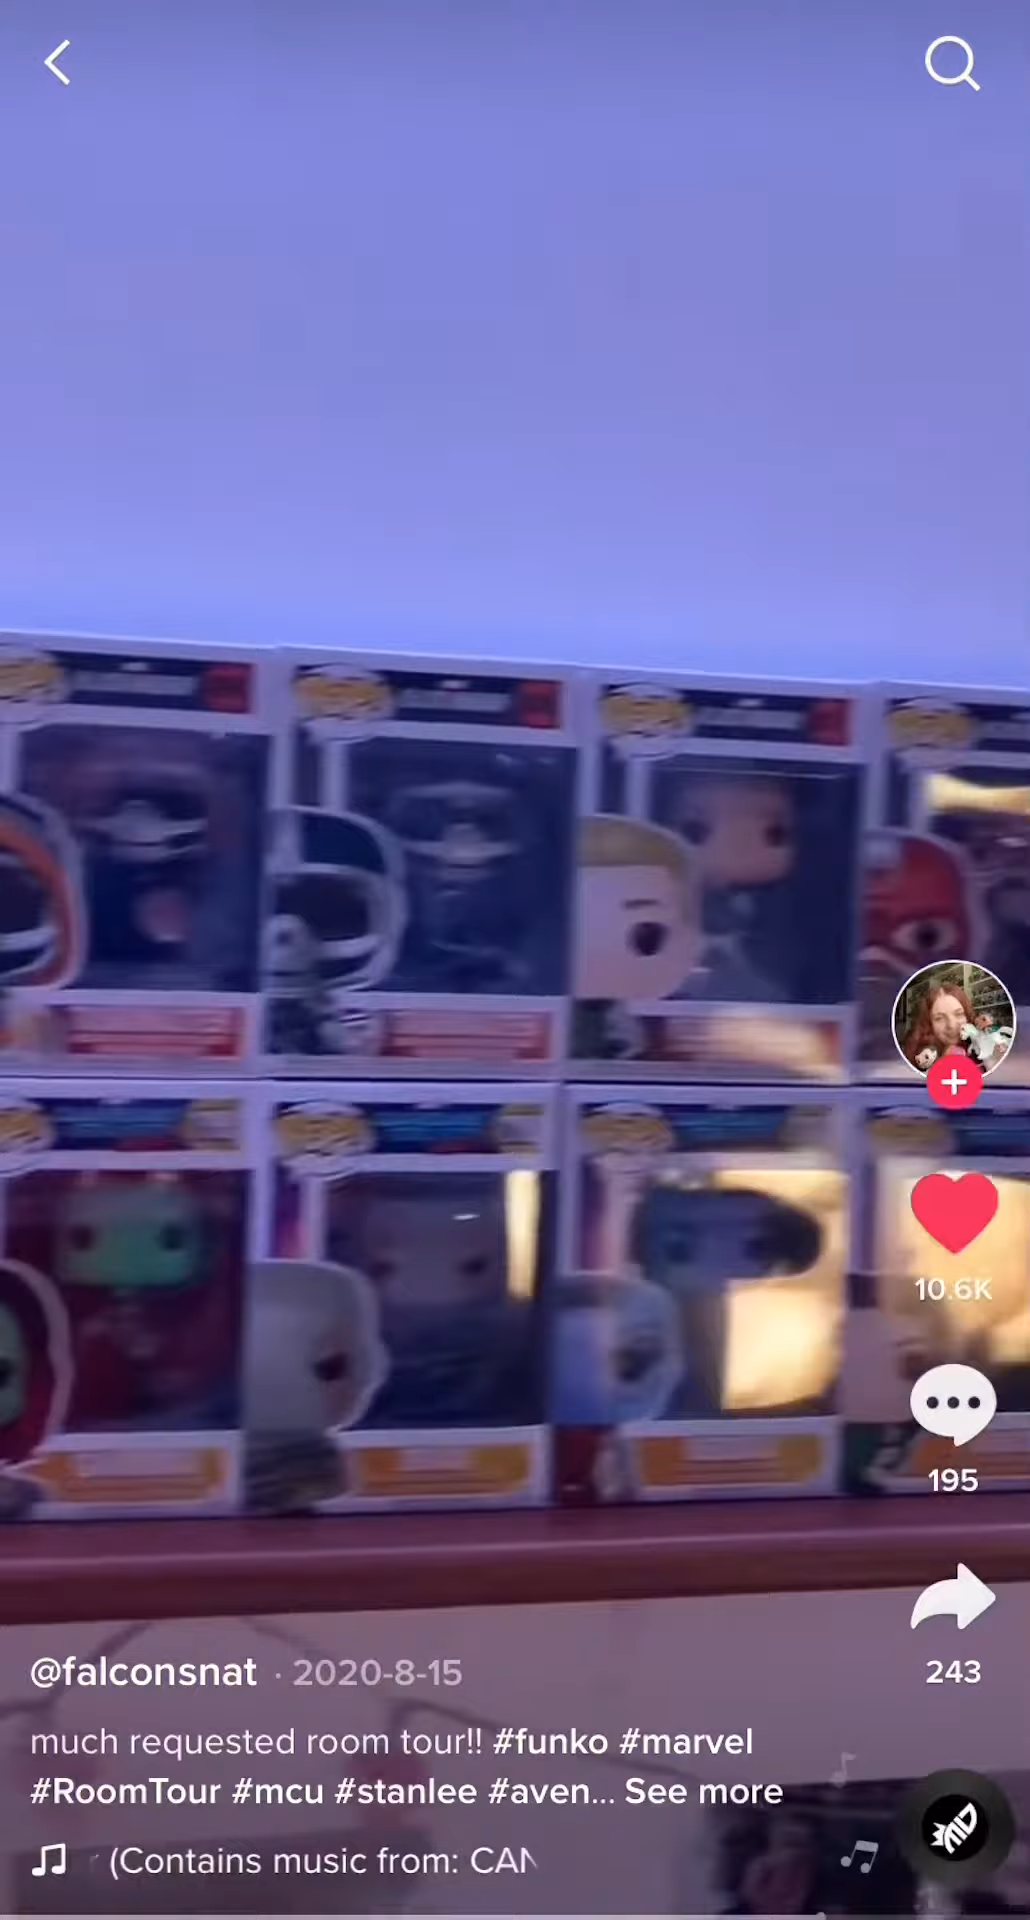 10.6K
195
243
@falconsnat · 2020-8-15
much requested room tour!! #funko #marvel
#RoomTour #mcu #stanlee #aven... See more
(Contains music from: CAN